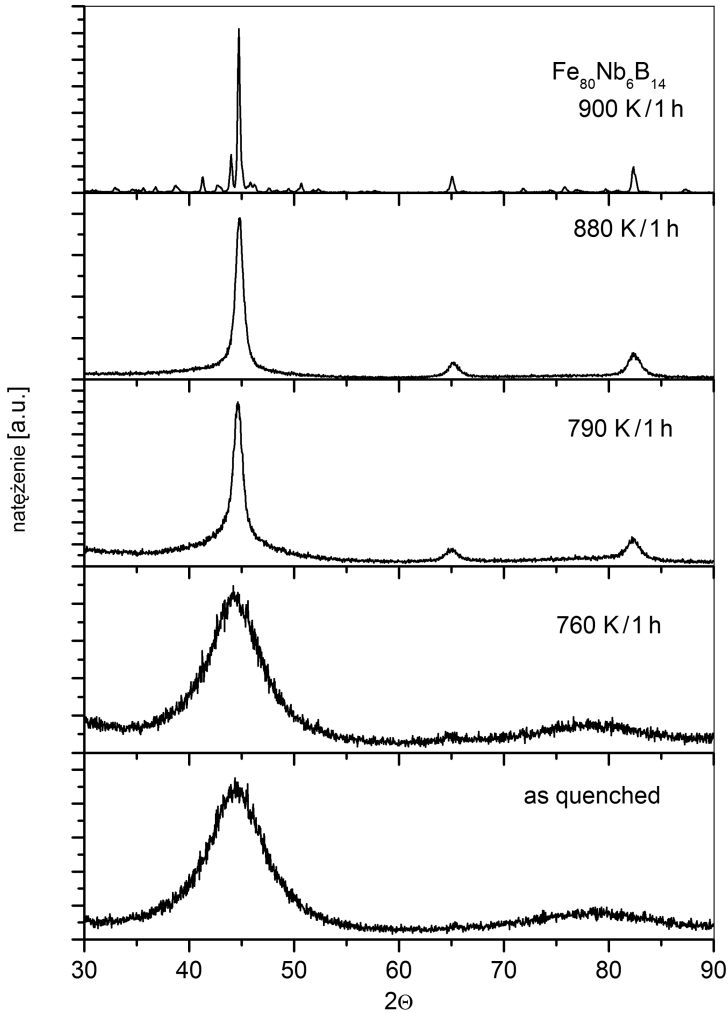 Fe80Nb6B14
900 K/1 h
880 K/1 h
790 K/1 h
natężenie [a.u.]
760 K/1 h
as quenched
30 40 50 60 70 80 90
2Θ